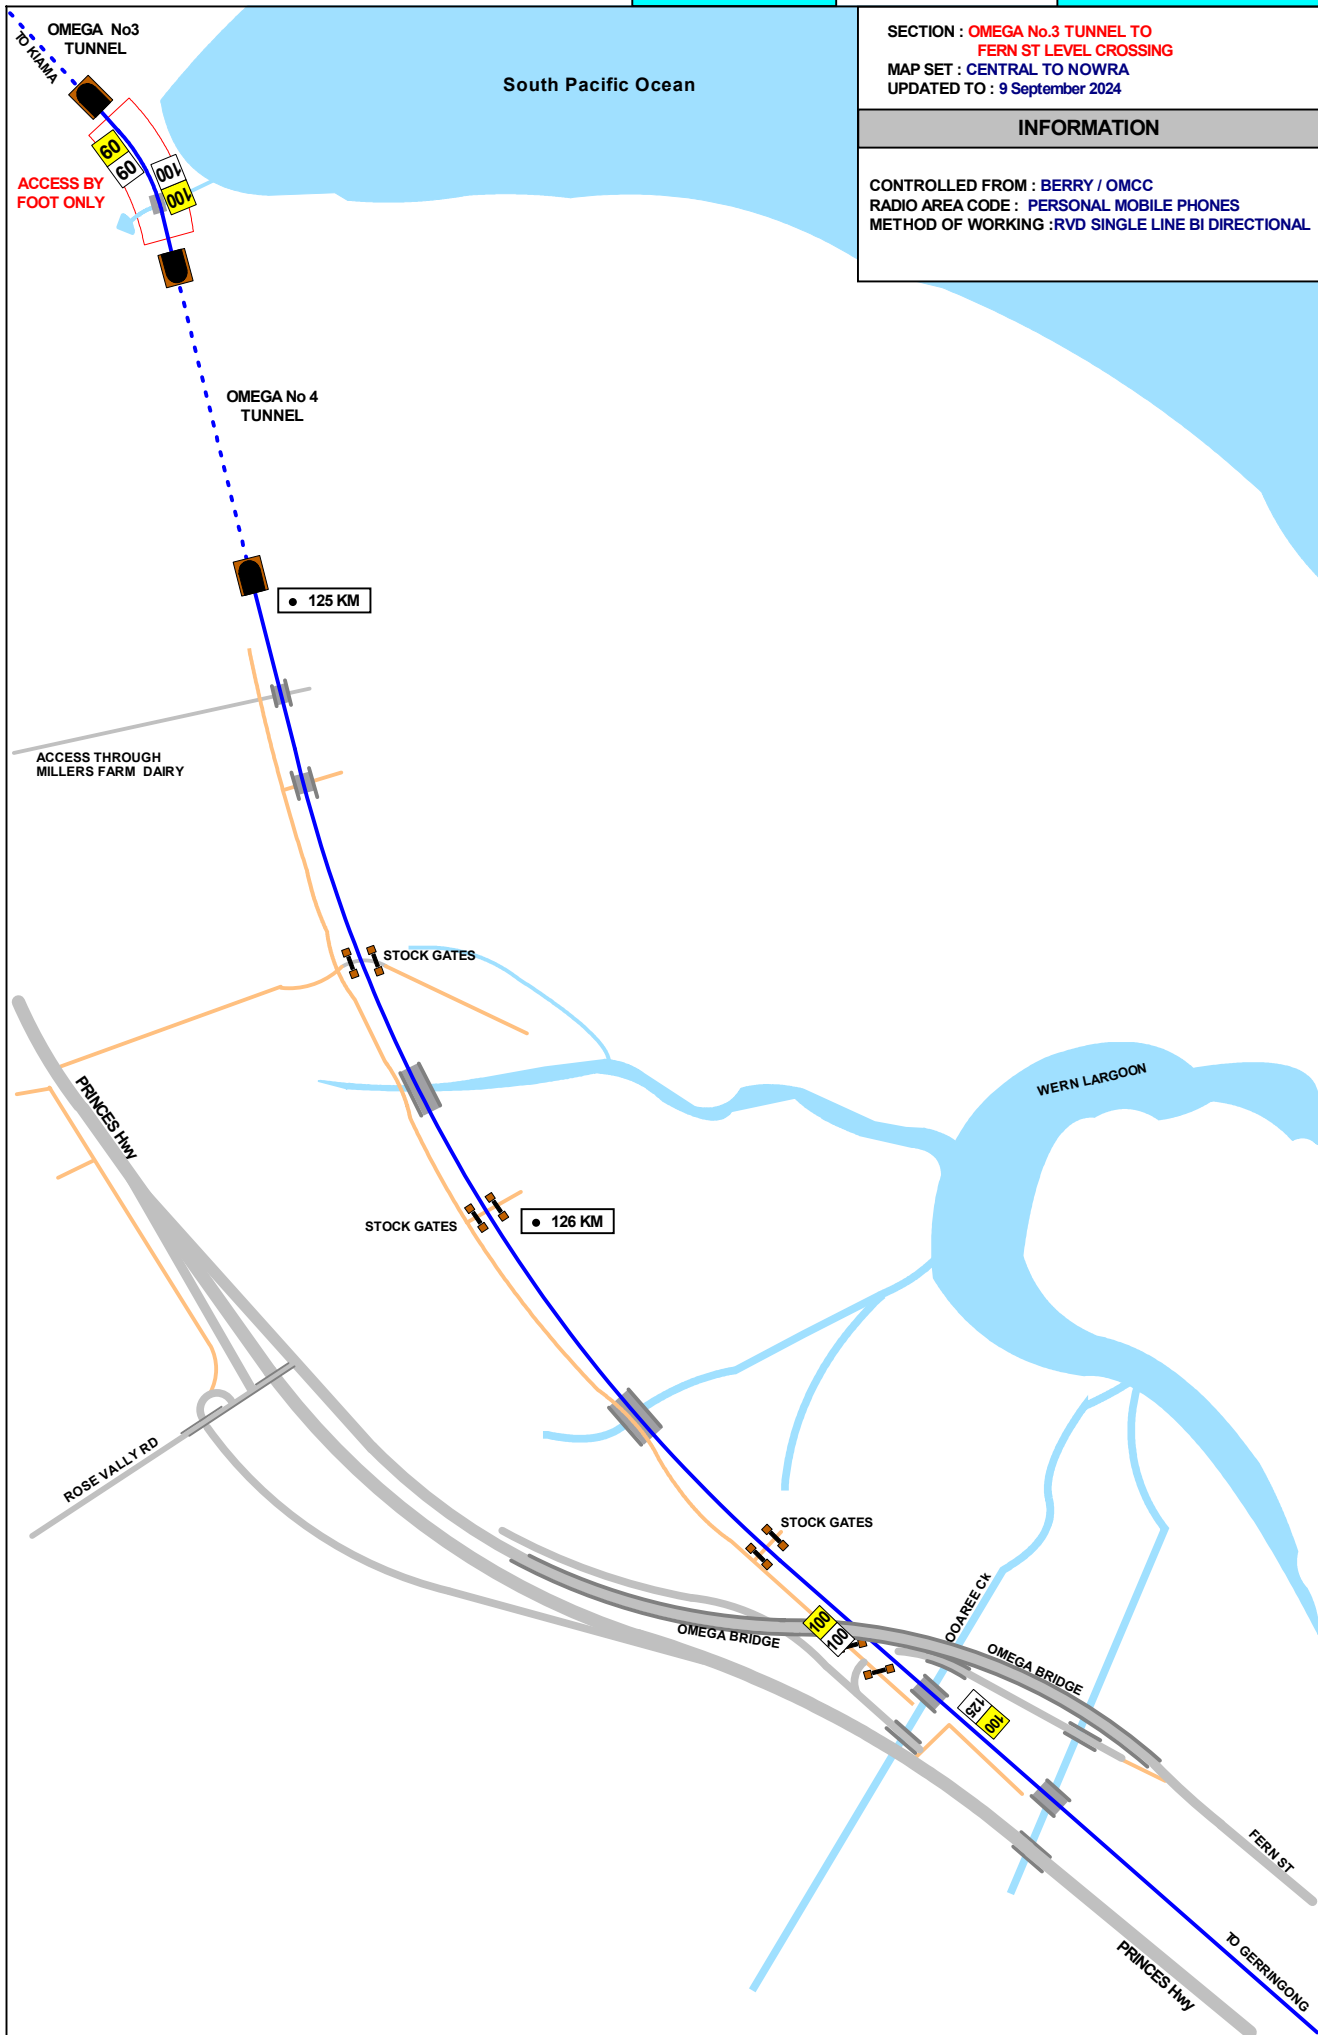 OMEGA No3
TUNNEL
TO KIAMA
South Pacific Ocean
SECTION : OMEGA No.3 TUNNEL TO
FERN ST LEVEL CROSSING
MAP SET : CENTRAL TO NOWRA
UPDATED TO : 9 September 2024
INFORMATION
CONTROLLED FROM : BERRY / OMCC
RADIO AREA CODE : PERSONAL MOBILE PHONES
METHOD OF WORKING :RVD SINGLE LINE BI DIRECTIONAL
60
60
100
100
ACCESS BY
FOOT ONLY
OMEGA No 4
TUNNEL
125 KM
ACCESS THROUGH
MILLERS FARM DAIRY
STOCK GATES
PRINCES Hwy
WERN LARGOON
STOCK GATES
126 KM
ROSE VALLY RD
STOCK GATES
OOAREE Ck
100
100
OMEGA BRIDGE
OMEGA BRIDGE
125
100
FERN ST
TO GERRINGONG
PRINCES Hwy